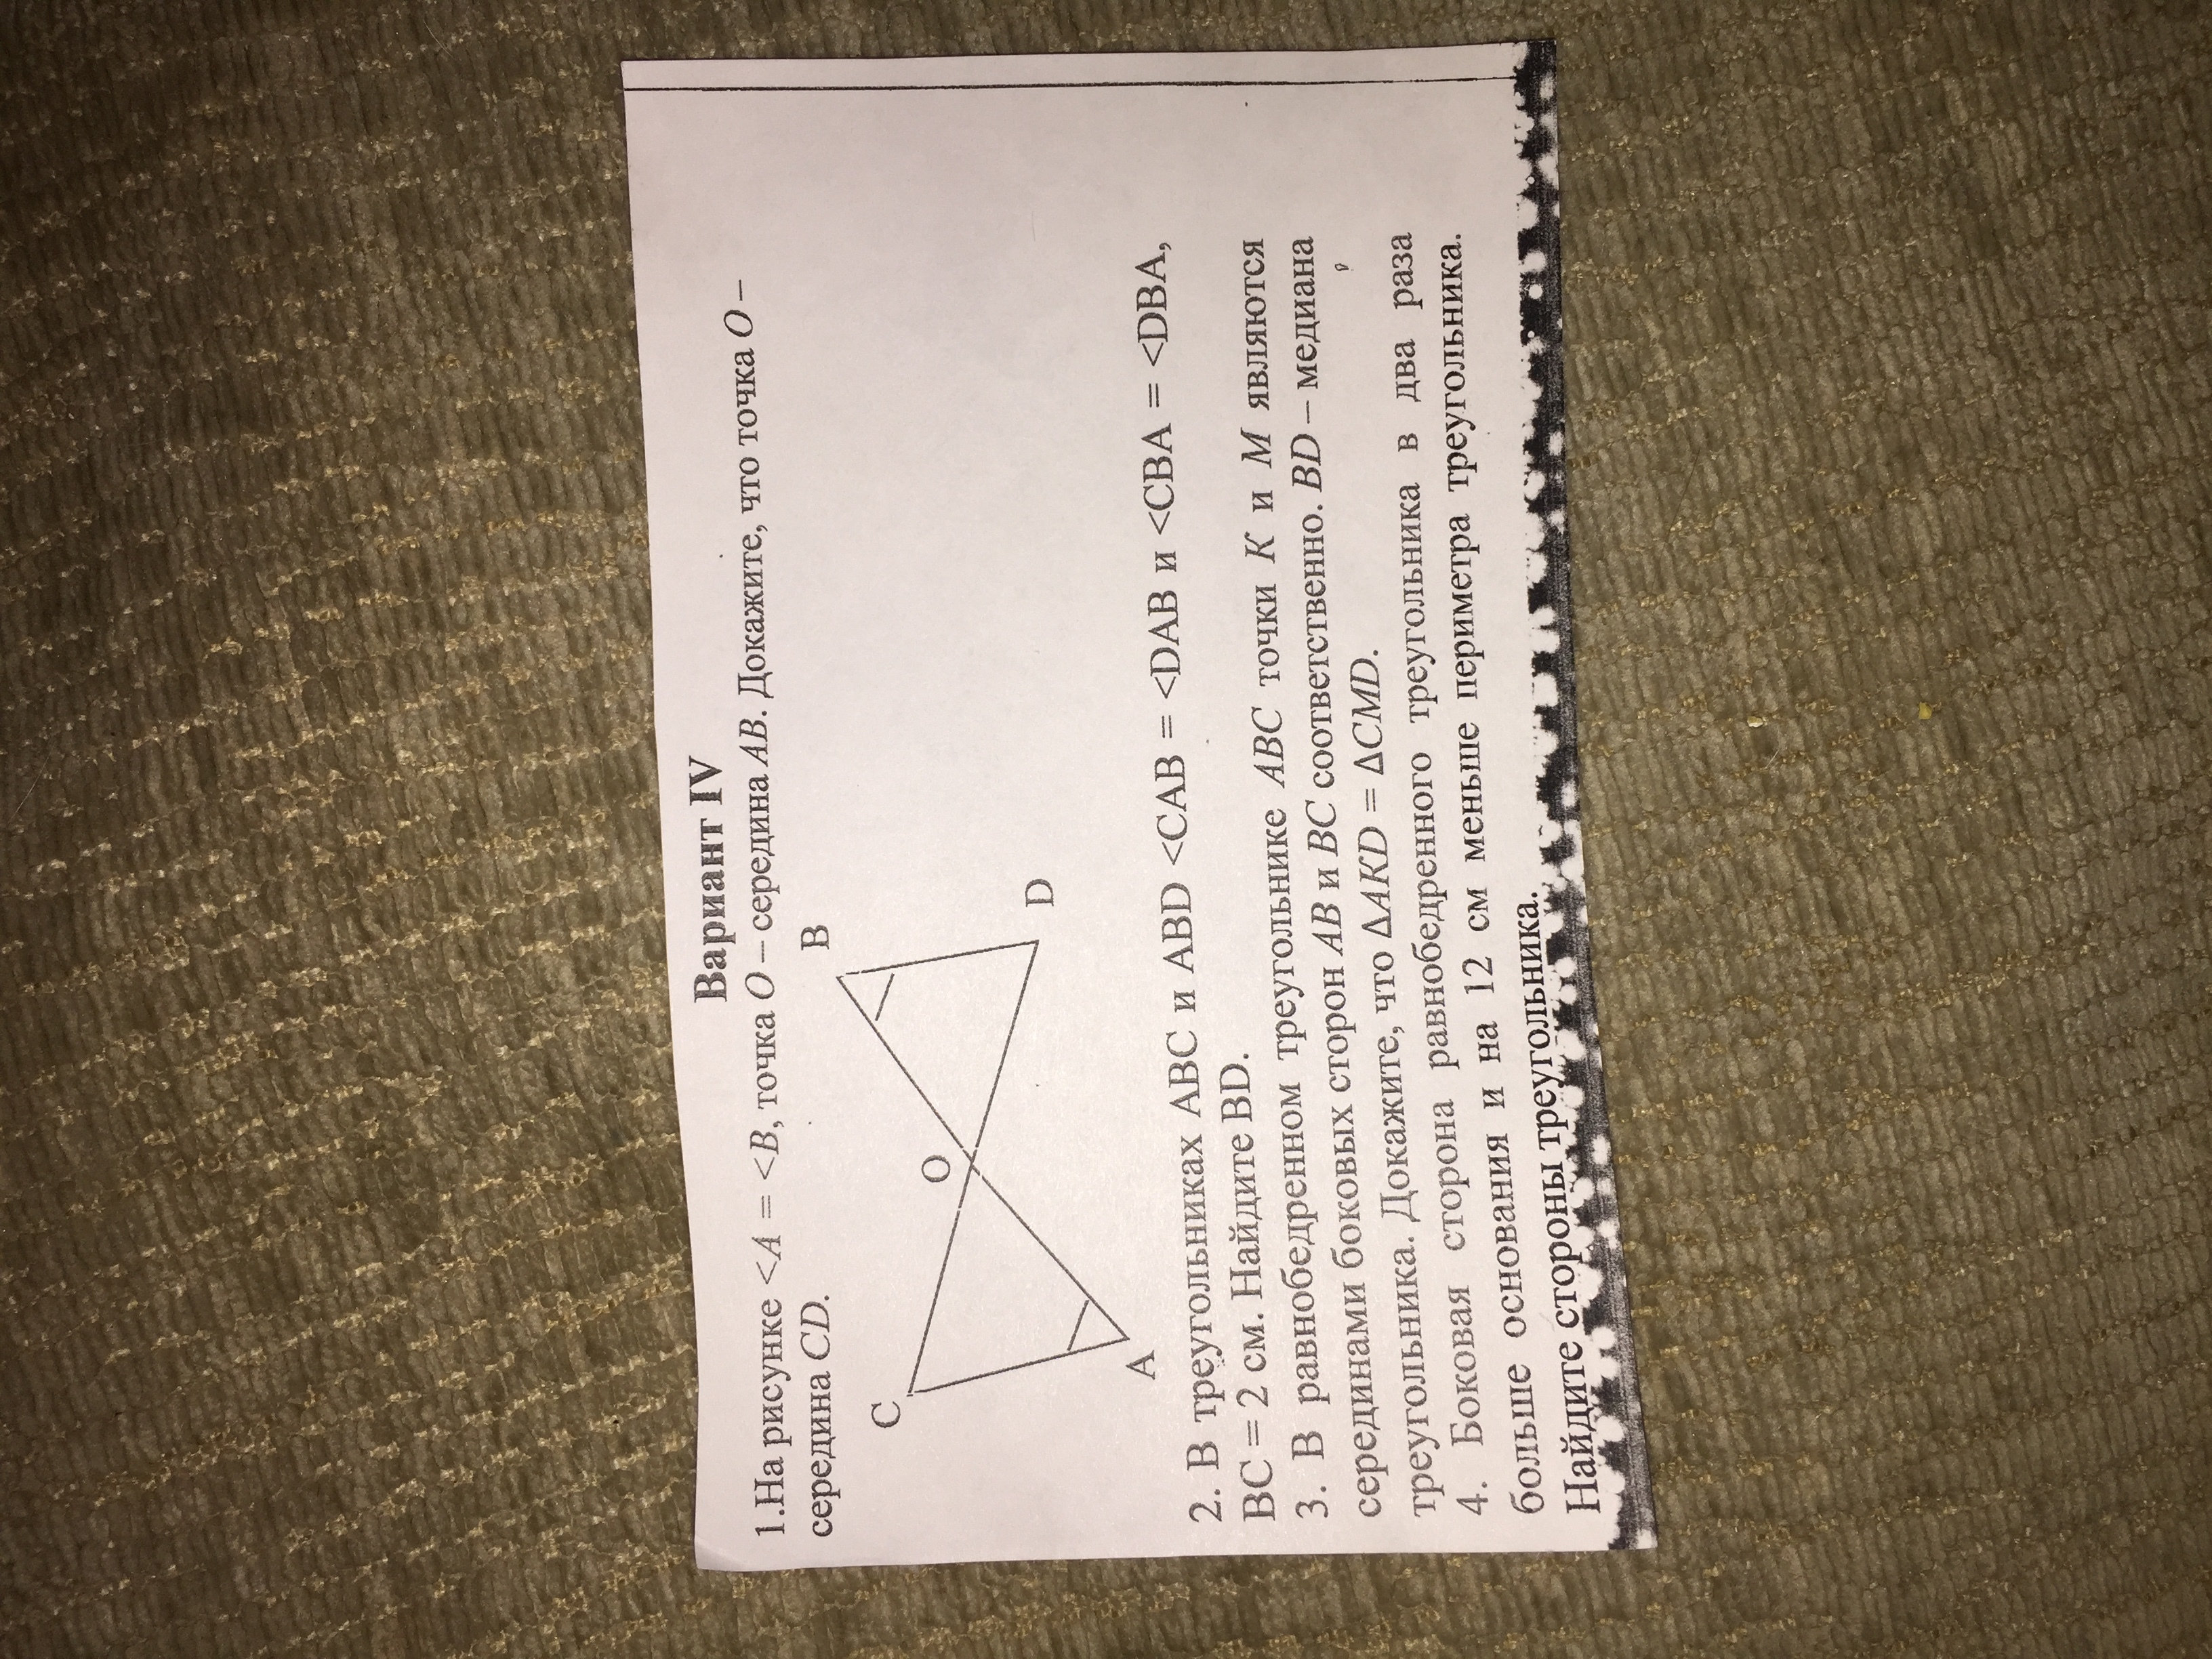 Вариант IV
1.На рисунке <A = <B, точка O – середина AB. Докажите, что точка O –
середина CD.
B
O
D
C
A
2. В треугольниках ABC и ABD <CAB = <DAB и <CBA = <DBA,
BC = 2 см. Найдите BD.
3. В равнобедренном треугольнике ABC точки K и M являются
серединами боковых сторон AB и BC соответственно. BD – медиана
треугольника. Докажите, что ΔAKD = ΔCMD.
4. Боковая сторона равнобедренного треугольника в два раза
больше основания и на 12 см меньше периметра треугольника.
Найдите стороны треугольника.